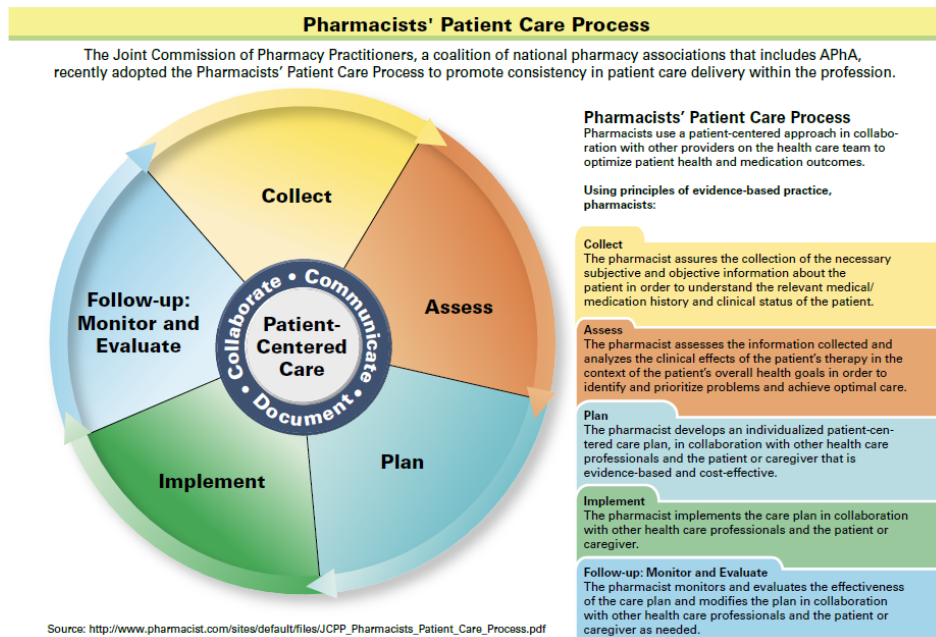 Pharmacists' Patient Care Process
The Joint Commission of Pharmacy Practitioners, a coalition of national pharmacy associations that includes APhA,
recently adopted the Pharmacists' Patient Care Process to promote consistency in patient care delivery within the profession.
Collect
Assess
Plan
Implement
Follow-up:
Monitor and
Evaluate
Collaborate • Communicate • Document •
Patient-
Centered
Care
Pharmacists' Patient Care Process
Pharmacists use a patient-centered approach in collabo-
ration with other providers on the health care team to
optimize patient health and medication outcomes.
Using principles of evidence-based practice,
pharmacists:
Collect
The pharmacist assures the collection of the necessary
subjective and objective information about the
patient in order to understand the relevant medical/
medication history and clinical status of the patient.
Assess
The pharmacist assesses the information collected and
analyzes the clinical effects of the patient's therapy in the
context of the patient's overall health goals in order to
identify and prioritize problems and achieve optimal care.
Plan
The pharmacist develops an individualized patient-cen-
tered care plan, in collaboration with other health care
professionals and the patient or caregiver that is
evidence-based and cost-effective.
Implement
The pharmacist implements the care plan in collaboration
with other health care professionals and the patient or
caregiver.
Follow-up: Monitor and Evaluate
The pharmacist monitors and evaluates the effectiveness
of the care plan and modifies the plan in collaboration
with other health care professionals and the patient or
caregiver as needed.
Source: http://www.pharmacist.com/sites/default/files/JCPP_Pharmacists_Patient_Care_Process.pdf